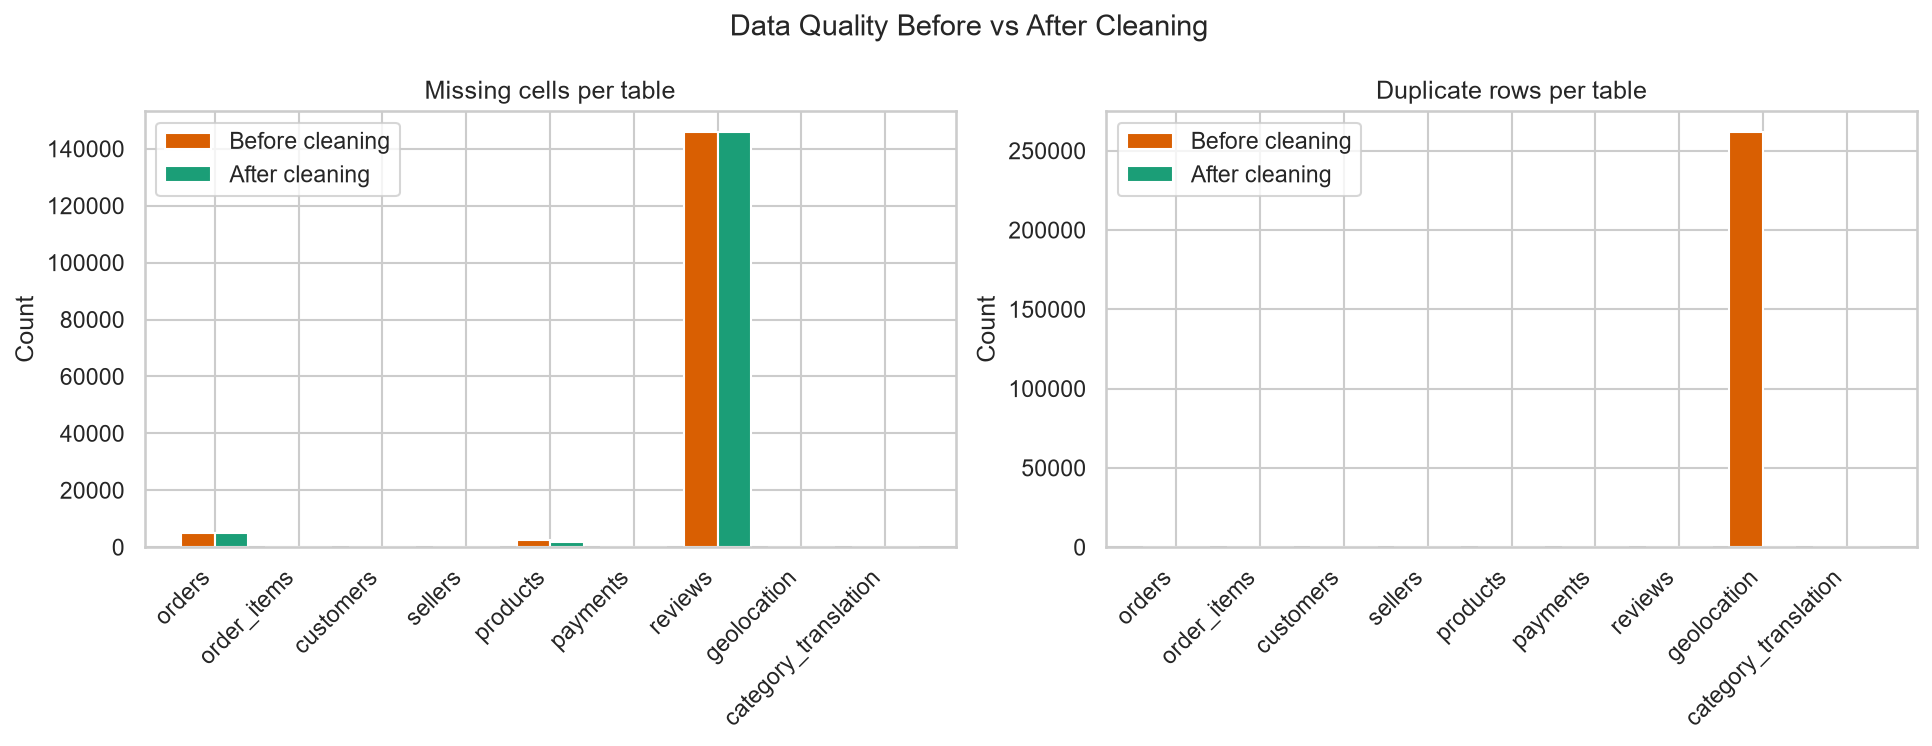 Data Quality Before vs After Cleaning
Missing cells per table
Before cleaning
After cleaning
Count
140000
120000
100000
80000
60000
40000
20000
0
orders
order_items
customers
sellers
products
payments
reviews
geolocation
category_translation
Duplicate rows per table
Before cleaning
After cleaning
Count
250000
200000
150000
100000
50000
0
orders
order_items
customers
sellers
products
payments
reviews
geolocation
category_translation